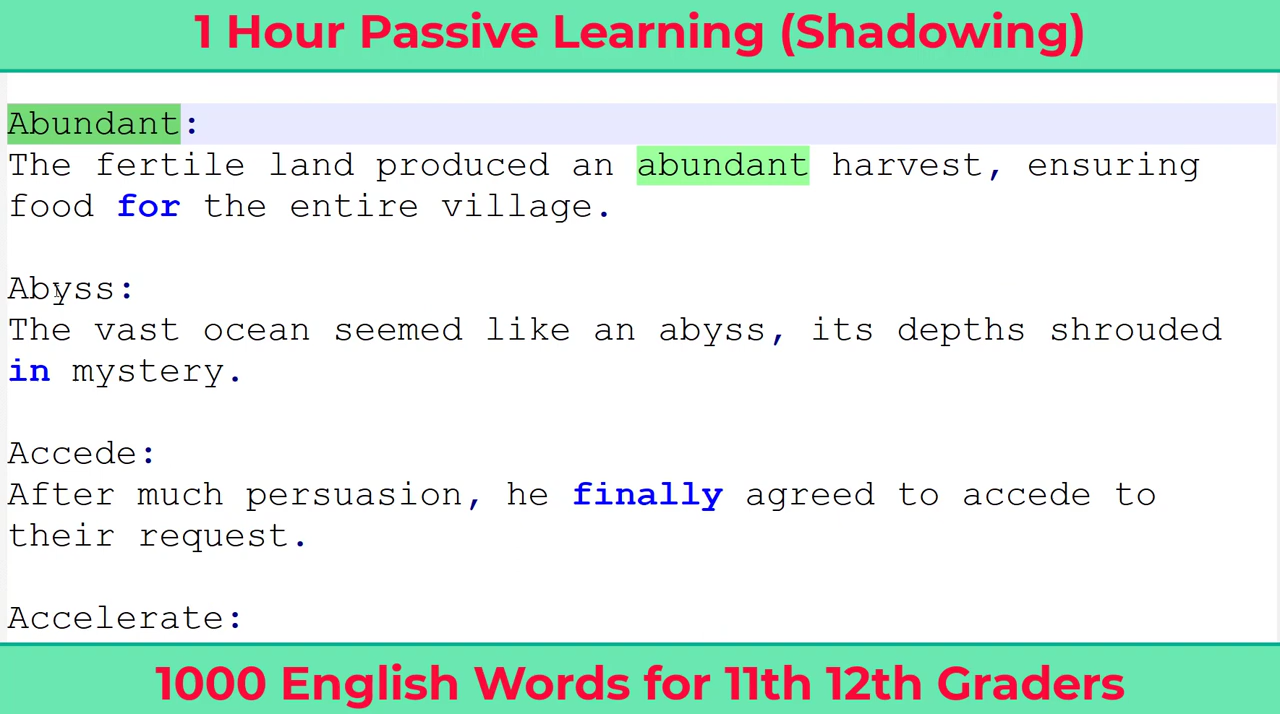 1 Hour Passive Learning (Shadowing)
Abundant:
The fertile land produced an abundant harvest, ensuring
food for the entire village.
Abyss:
The vast ocean seemed like an abyss, its depths shrouded
in mystery.
Accede:
After much persuasion, he finally agreed to accede to
their request.
Accelerate:
1000 English Words for 11th 12th Graders